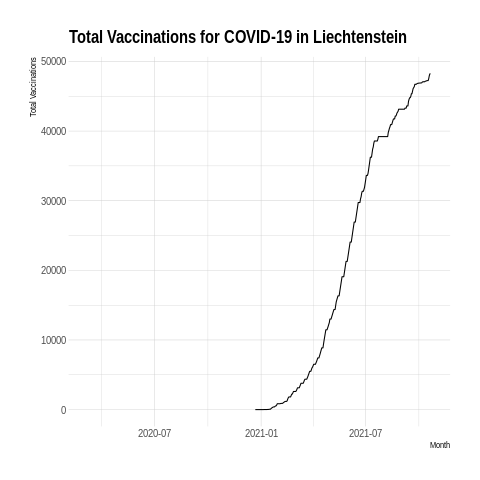 Total Vaccinations for COVID-19 in Liechtenstein
Total Vaccinations
50000
40000
30000
20000
10000
0
2020-07 2021-01 2021-07
Month